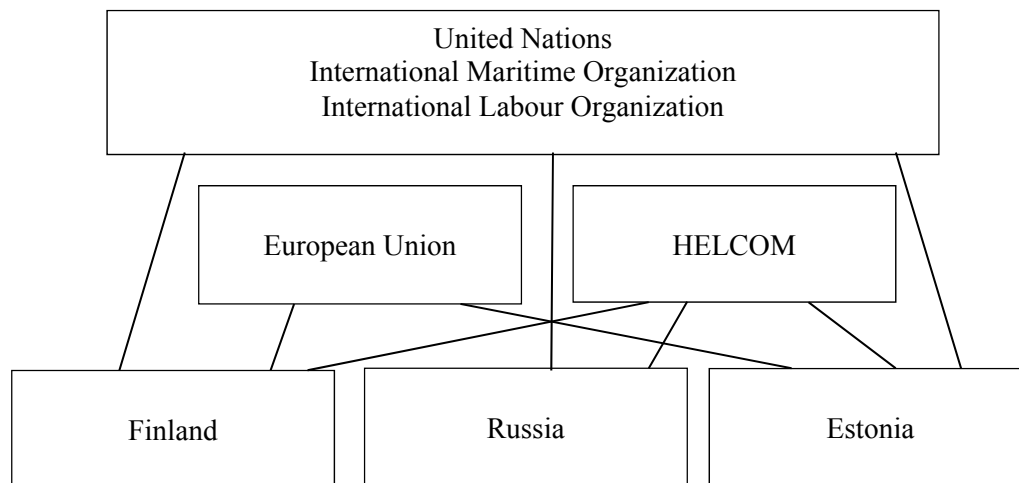 United Nations
International Maritime Organization
International Labour Organization
European Union
HELCOM
Finland
Russia
Estonia